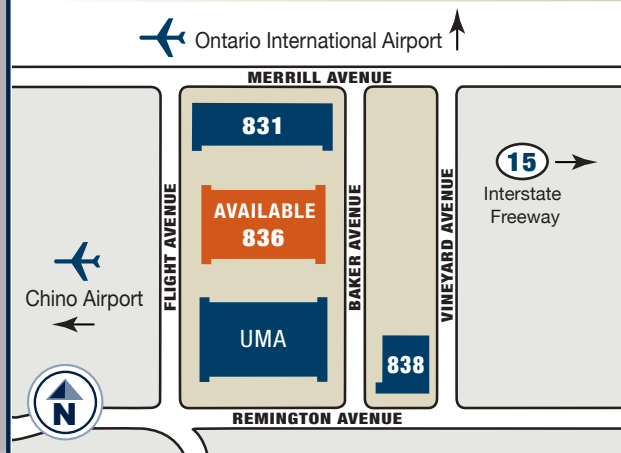 Ontario International Airport
MERRILL AVENUE
831
AVAILABLE
836
FLIGHT AVENUE
BAKER AVENUE
VINEYARD AVENUE
15
Interstate
Freeway
Chino Airport
UMA
838
N
REMINGTON AVENUE